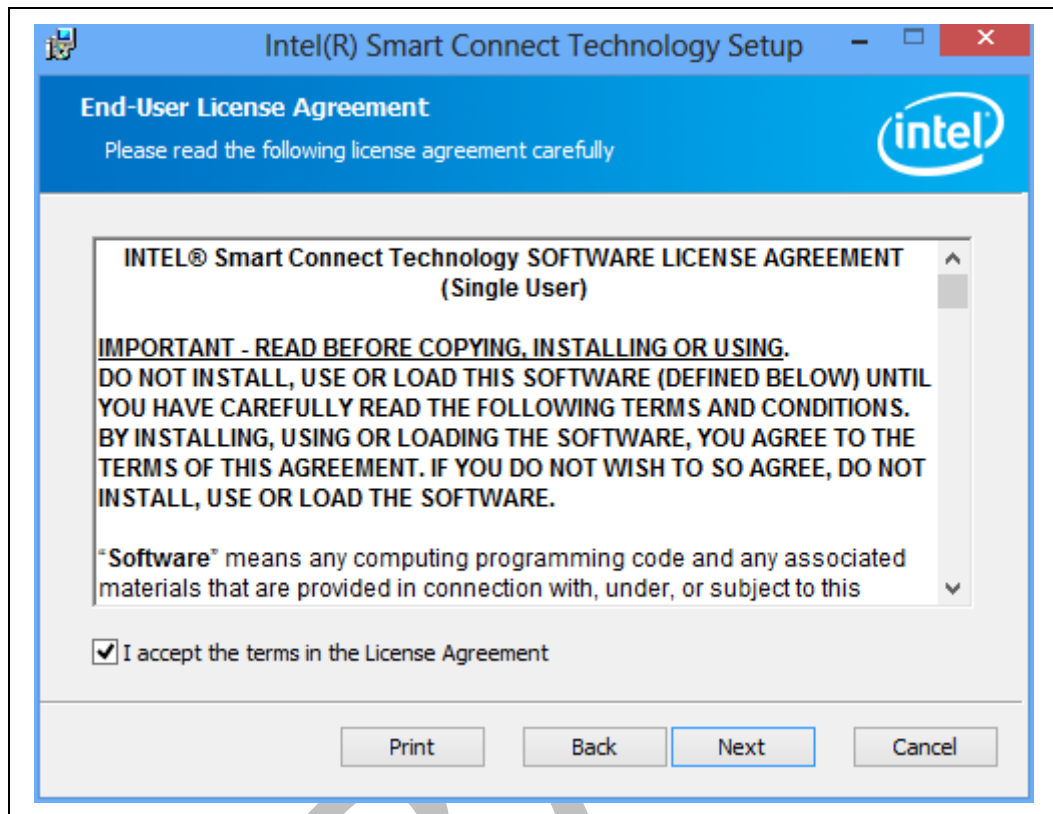 Intel(R) Smart Connect Technology Setup
End-User License Agreement
Please read the following license agreement carefully
intel
INTEL® Smart Connect Technology SOFTWARE LICENSE AGREEMENT
(Single User)
IMPORTANT - READ BEFORE COPYING, INSTALLING OR USING.
DO NOT INSTALL, USE OR LOAD THIS SOFTWARE (DEFINED BELOW) UNTIL
YOU HAVE CAREFULLY READ THE FOLLOWING TERMS AND CONDITIONS.
BY INSTALLING, USING OR LOADING THE SOFTWARE, YOU AGREE TO THE
TERMS OF THIS AGREEMENT. IF YOU DO NOT WISH TO SO AGREE, DO NOT
INSTALL, USE OR LOAD THE SOFTWARE.
“Software” means any computing programming code and any associated
materials that are provided in connection with, under, or subject to this
I accept the terms in the License Agreement
Print Back Next Cancel